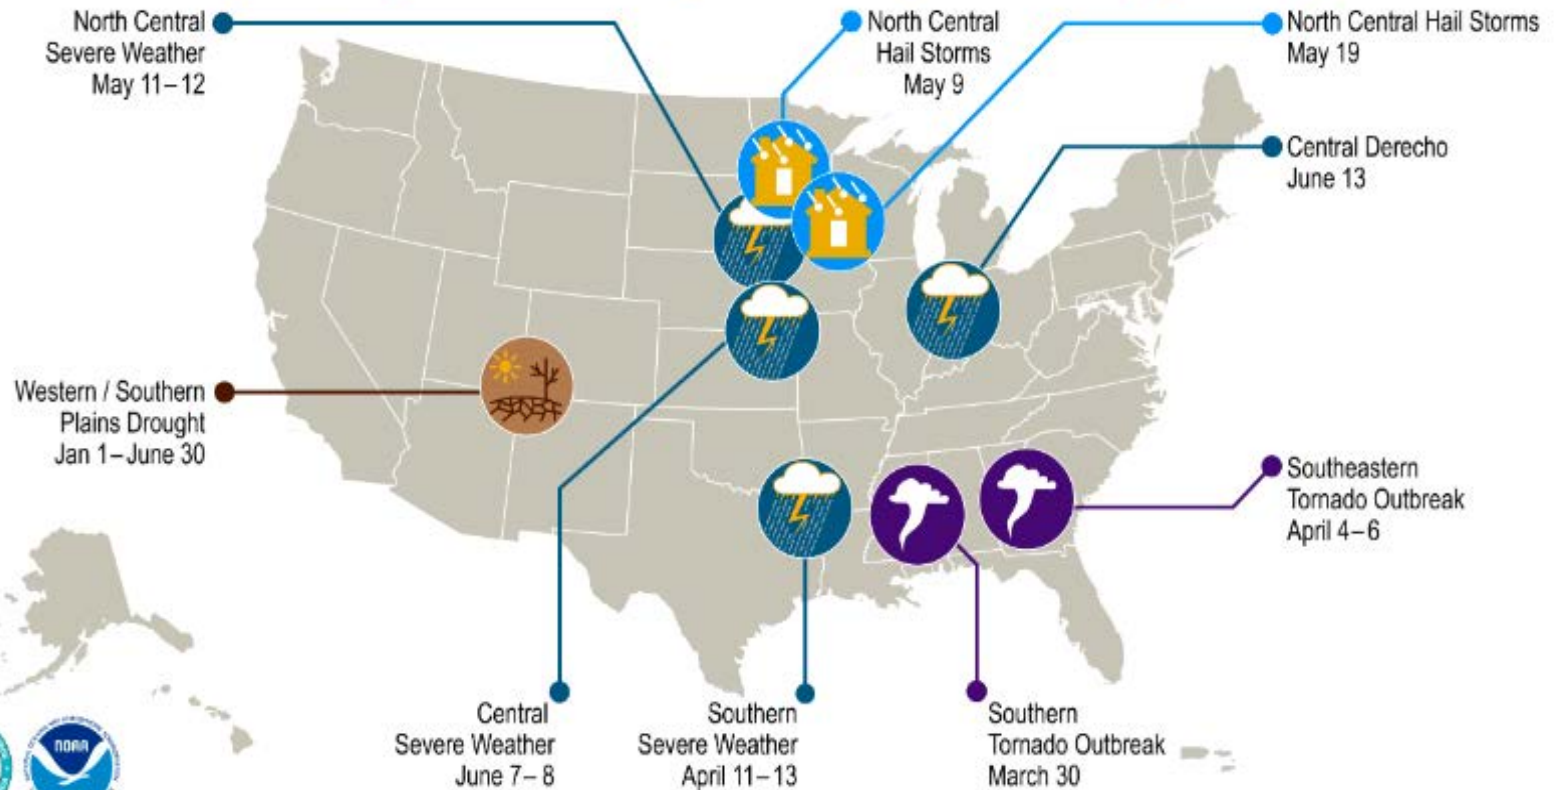 North Central
Severe Weather
May 11–12
North Central
Hail Storms
May 9
North Central Hail Storms
May 19
Central Derecho
June 13
Western / Southern
Plains Drought
Jan 1–June 30
Southeastern
Tornado Outbreak
April 4–6
Central
Severe Weather
June 7–8
Southern
Severe Weather
April 11–13
Southern
Tornado Outbreak
March 30
NOAA